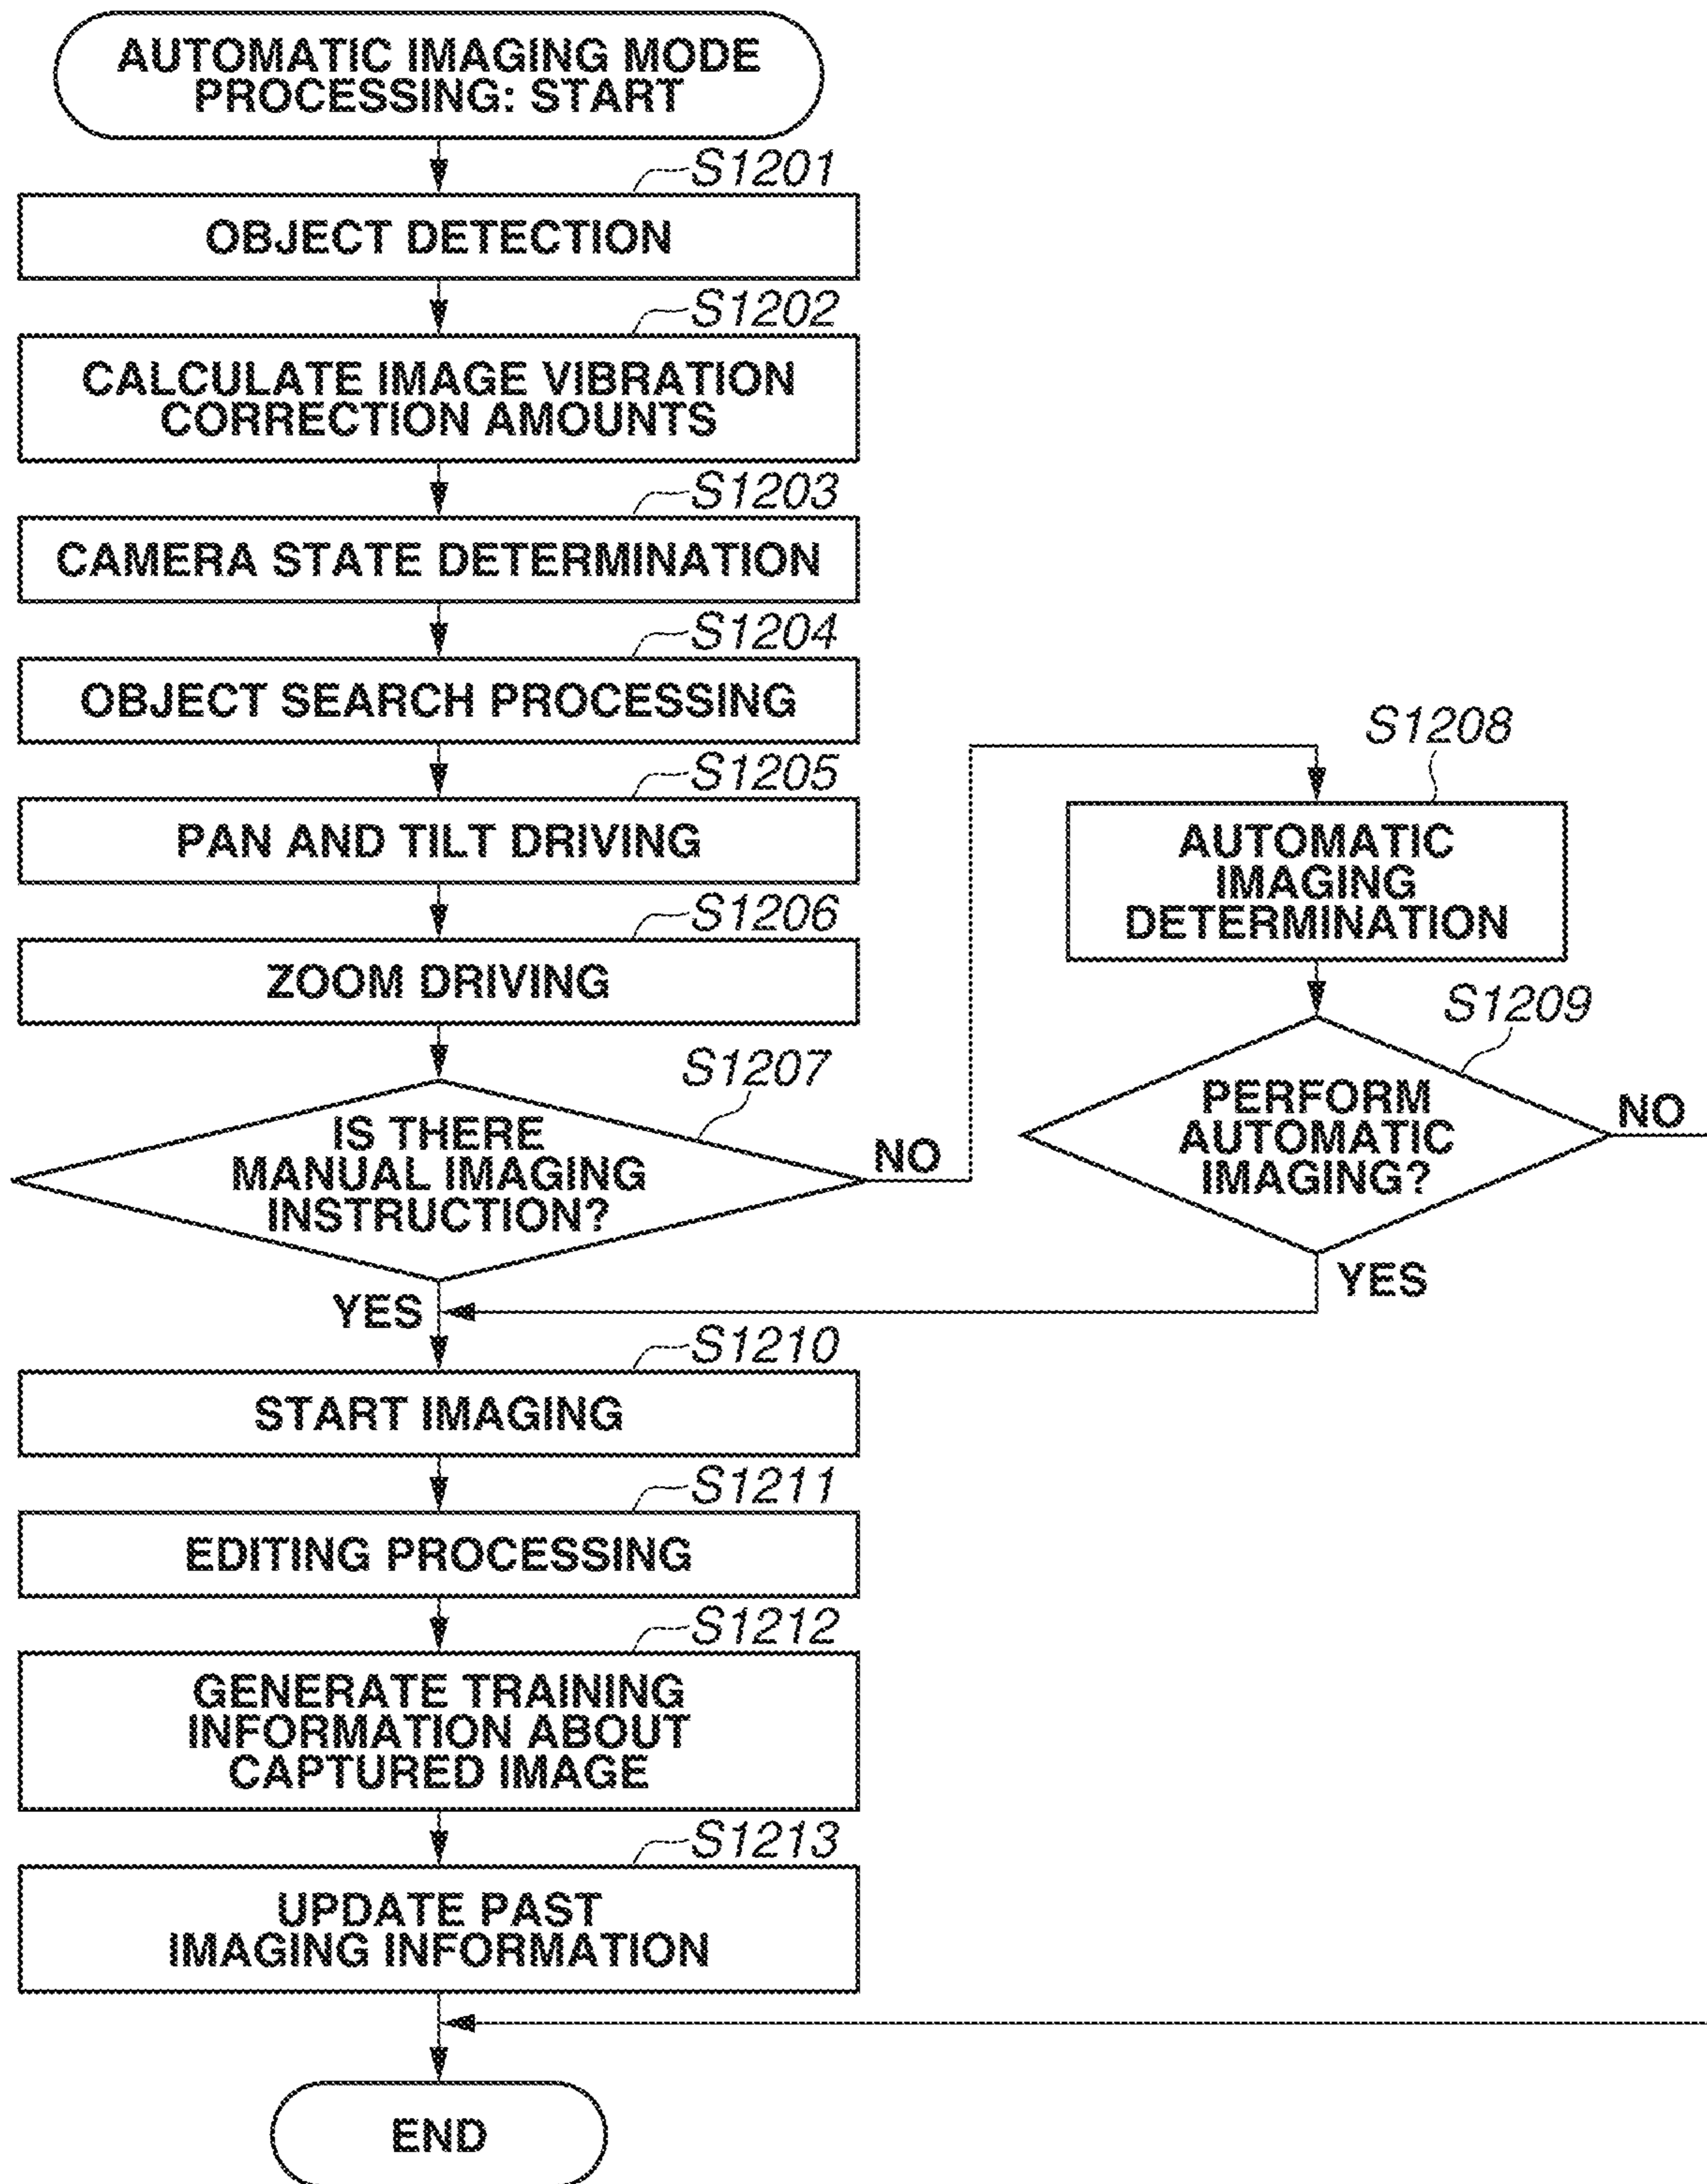 AUTOMATIC IMAGING MODE
PROCESSING: START
S1201
OBJECT DETECTION
S1202
CALCULATE IMAGE VIBRATION
CORRECTION AMOUNTS
S1203
CAMERA STATE DETERMINATION
S1204
OBJECT SEARCH PROCESSING
S1205
PAN AND TILT DRIVING
S1206
ZOOM DRIVING
S1207
IS THERE
MANUAL IMAGING
INSTRUCTION?
NO
S1208
AUTOMATIC
IMAGING
DETERMINATION
S1209
PERFORM
AUTOMATIC
IMAGING?
NO
YES
YES
S1210
START IMAGING
S1211
EDITING PROCESSING
S1212
GENERATE TRAINING
INFORMATION ABOUT
CAPTURED IMAGE
S1213
UPDATE PAST
IMAGING INFORMATION
END